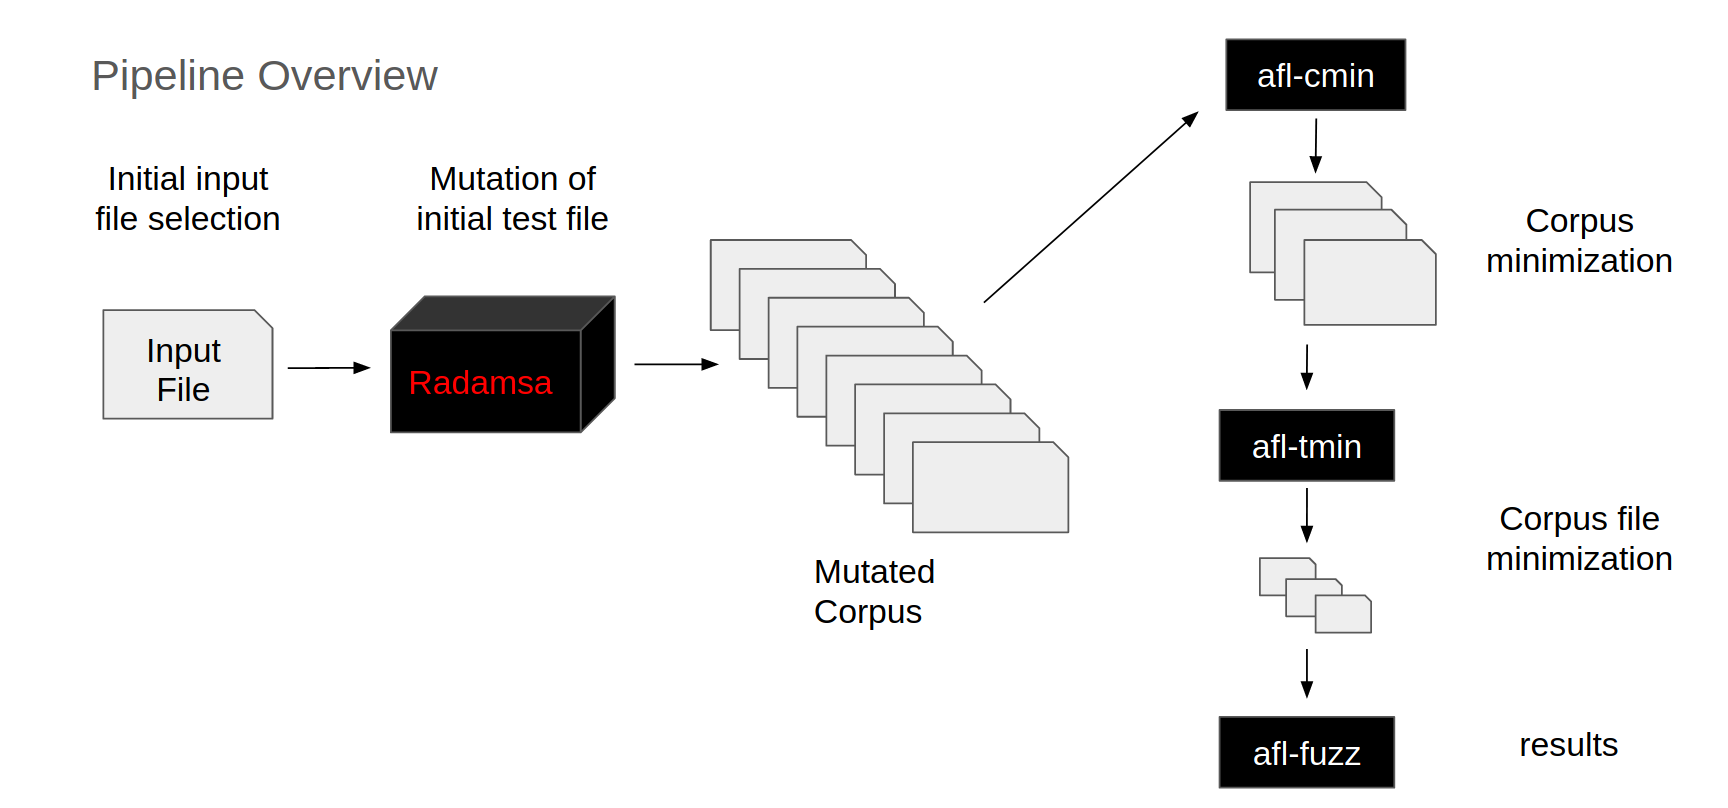 Pipeline Overview
Initial input
file selection
Mutation of
initial test file
Input
File
Radamsa
Mutated
Corpus
afl-cmin
Corpus
minimization
afl-tmin
Corpus file
minimization
afl-fuzz
results